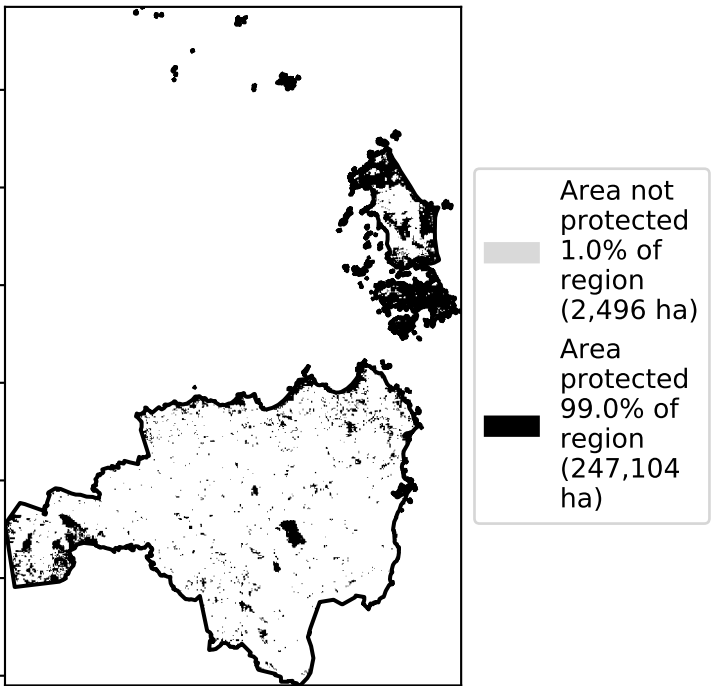 Area not
protected
1.0% of
region
(2,496 ha)
Area
protected
99.0% of
region
(247,104
ha)